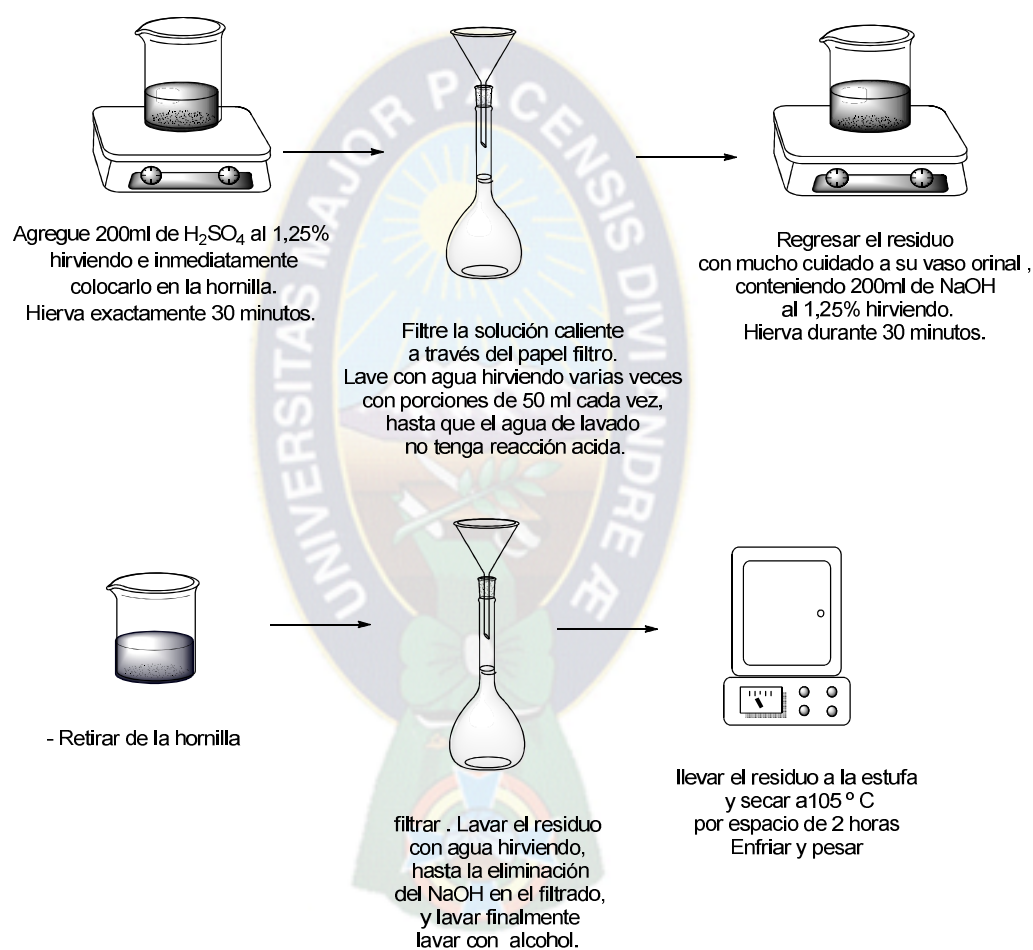 Agregue 200ml de H₂SO₄ al 1,25%
hirviendo e inmediatamente
colocarlo en la hornilla.
Hierva exactamente 30 minutos.
Filtre la solución caliente
a través del papel filtro.
Lave con agua hirviendo varias veces
con porciones de 50 ml cada vez,
hasta que el agua de lavado
no tenga reacción acida.
Regresar el residuo
con mucho cuidado a su vaso orinal ,
conteniendo 200ml de NaOH
al 1,25% hirviendo.
Hierva durante 30 minutos.
- Retirar de la hornilla
filtrar . Lavar el residuo
con agua hirviendo,
hasta la eliminación
del NaOH en el filtrado,
y lavar finalmente
lavar con alcohol.
llevar el residuo a la estufa
y secar a105 º C
por espacio de 2 horas
Enfriar y pesar
UNIVERSITAS MAJOR PACENSIS DIVI ANDRE Æ